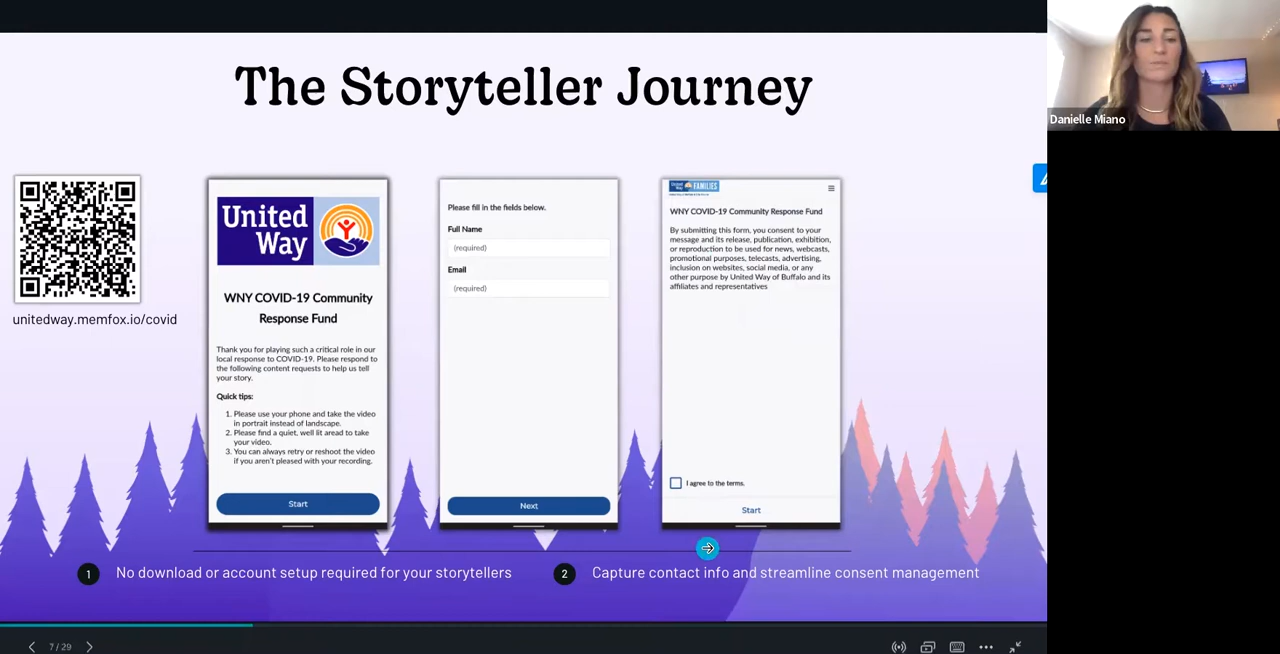 The Storyteller Journey
Danielle Miano
unitedway.memfox.io/covid
United
Way
WNY COVID-19 Community
Response Fund
Thank you for playing such a critical role in our
local response to COVID-19. Please respond to
the following content requests to help us tell
your story.
Quick tips:
1. Please use your phone and take the video
in portrait instead of landscape.
2. Please find a quiet, well lit aread to take
your video.
3. You can always retry or reshoot the video
if you aren't pleased with your recording.
Start
Please fill in the fields below.
Full Name
(required)
Email
(required)
Next
United
Way
FAMILIES
WNY COVID-19 Community Response Fund
By submitting this form, you consent to your
message and its release, publication, exhibition,
or reproduction to be used for news, webcasts,
promotional purposes, telecasts, advertising,
inclusion on websites, social media, or any
other purpose by United Way of Buffalo and its
affiliates and representatives
I agree to the terms.
Start
1 No download or account setup required for your storytellers
2 Capture contact info and streamline consent management
7 / 29